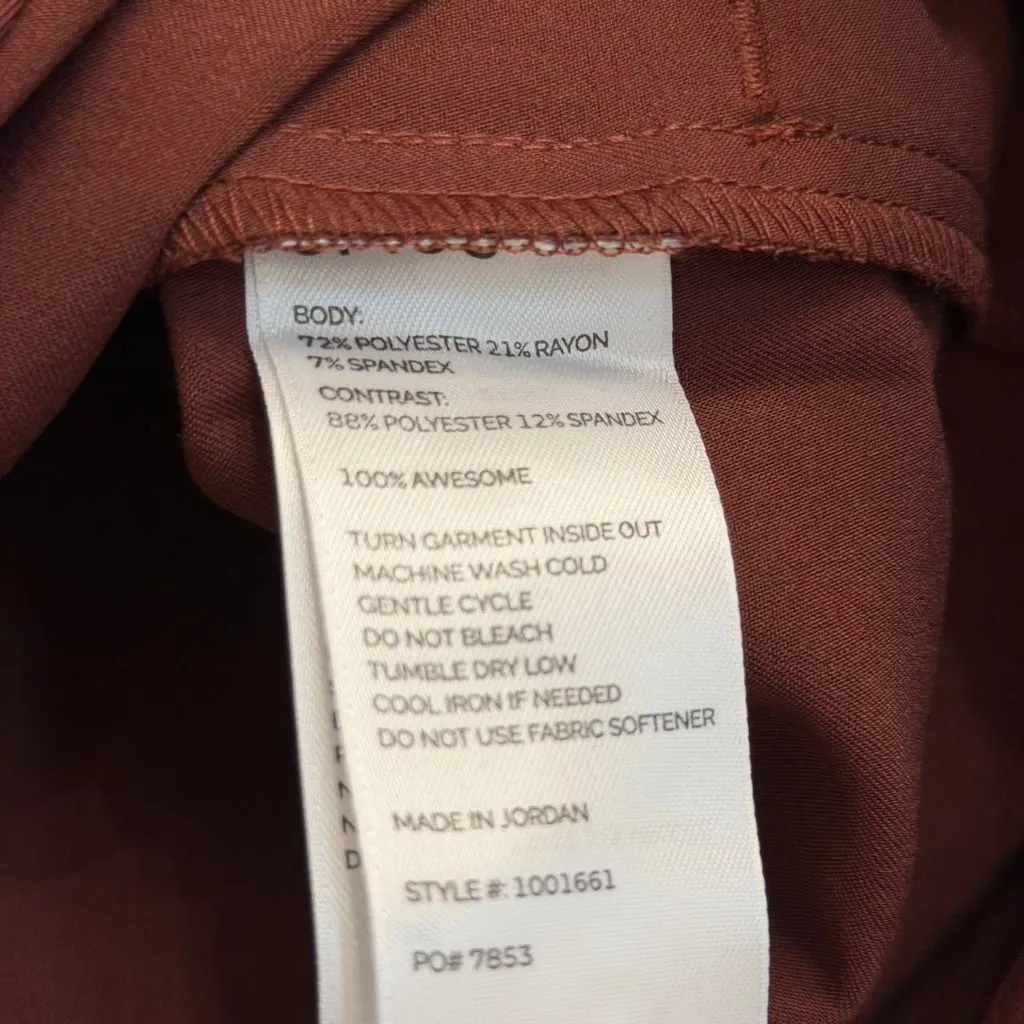 BODY:
72% POLYESTER 21% RAYON
7% SPANDEX
CONTRAST:
88% POLYESTER 12% SPANDEX
100% AWESOME
TURN GARMENT INSIDE OUT
MACHINE WASH COLD
GENTLE CYCLE
DO NOT BLEACH
TUMBLE DRY LOW
COOL IRON IF NEEDED
DO NOT USE FABRIC SOFTENER
MADE IN JORDAN
STYLE #: 1001661
PO# 7853